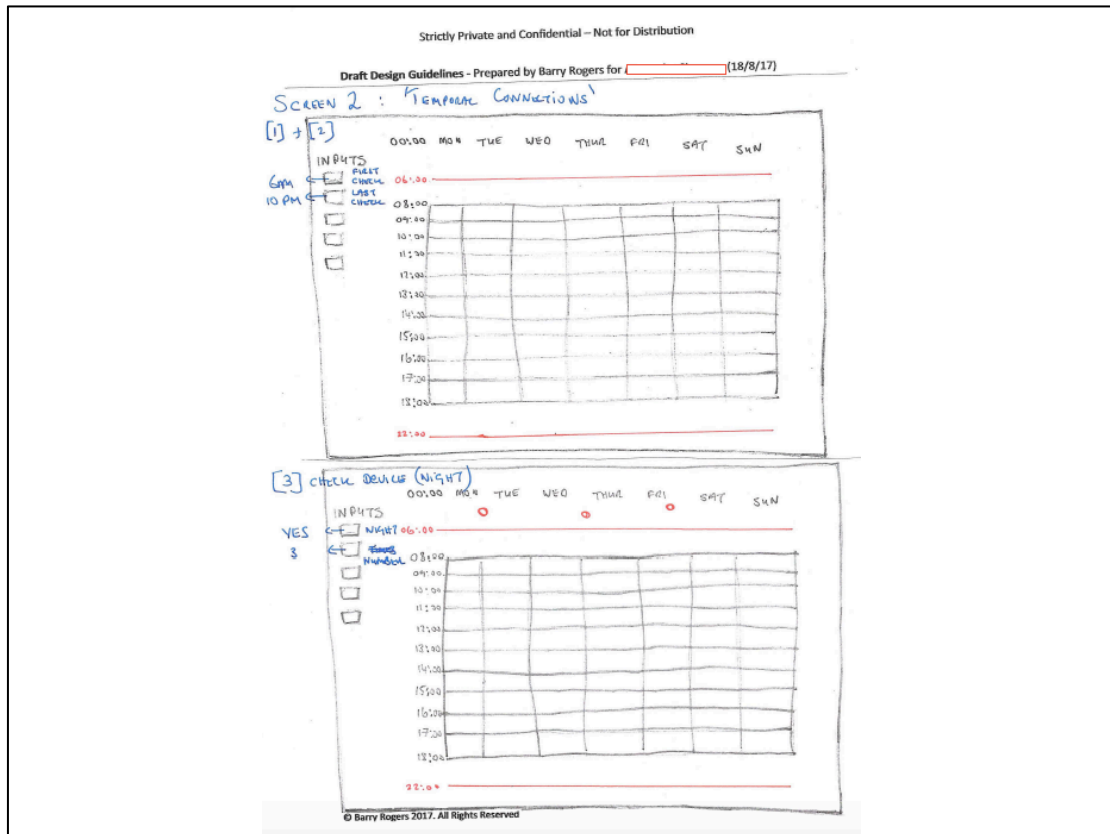 Strictly Private and Confidential – Not for Distribution
Draft Design Guidelines - Prepared by Barry Rogers for (18/8/17)
SCREEN 2 : 'TEMPORAL CONNECTIONS'
[1] + [2]
00:00 MON TUE WED THUR FRI SAT SUN
INPUTS
6am FIRST CHECK 06:00
10 PM LAST CHECK 08:00
09:00
10:00
11:00
12:00
13:00
14:00
15:00
16:00
17:00
18:00
22:00
[3] CHECK DEVICE (NIGHT)
00:00 MON TUE WED THUR FRI SAT SUN
INPUTS
YES NIGHT? 06:00
3 NUMBER 08:00
09:00
10:00
11:00
12:00
13:00
14:00
15:00
16:00
17:00
18:00
22:00
© Barry Rogers 2017. All Rights Reserved